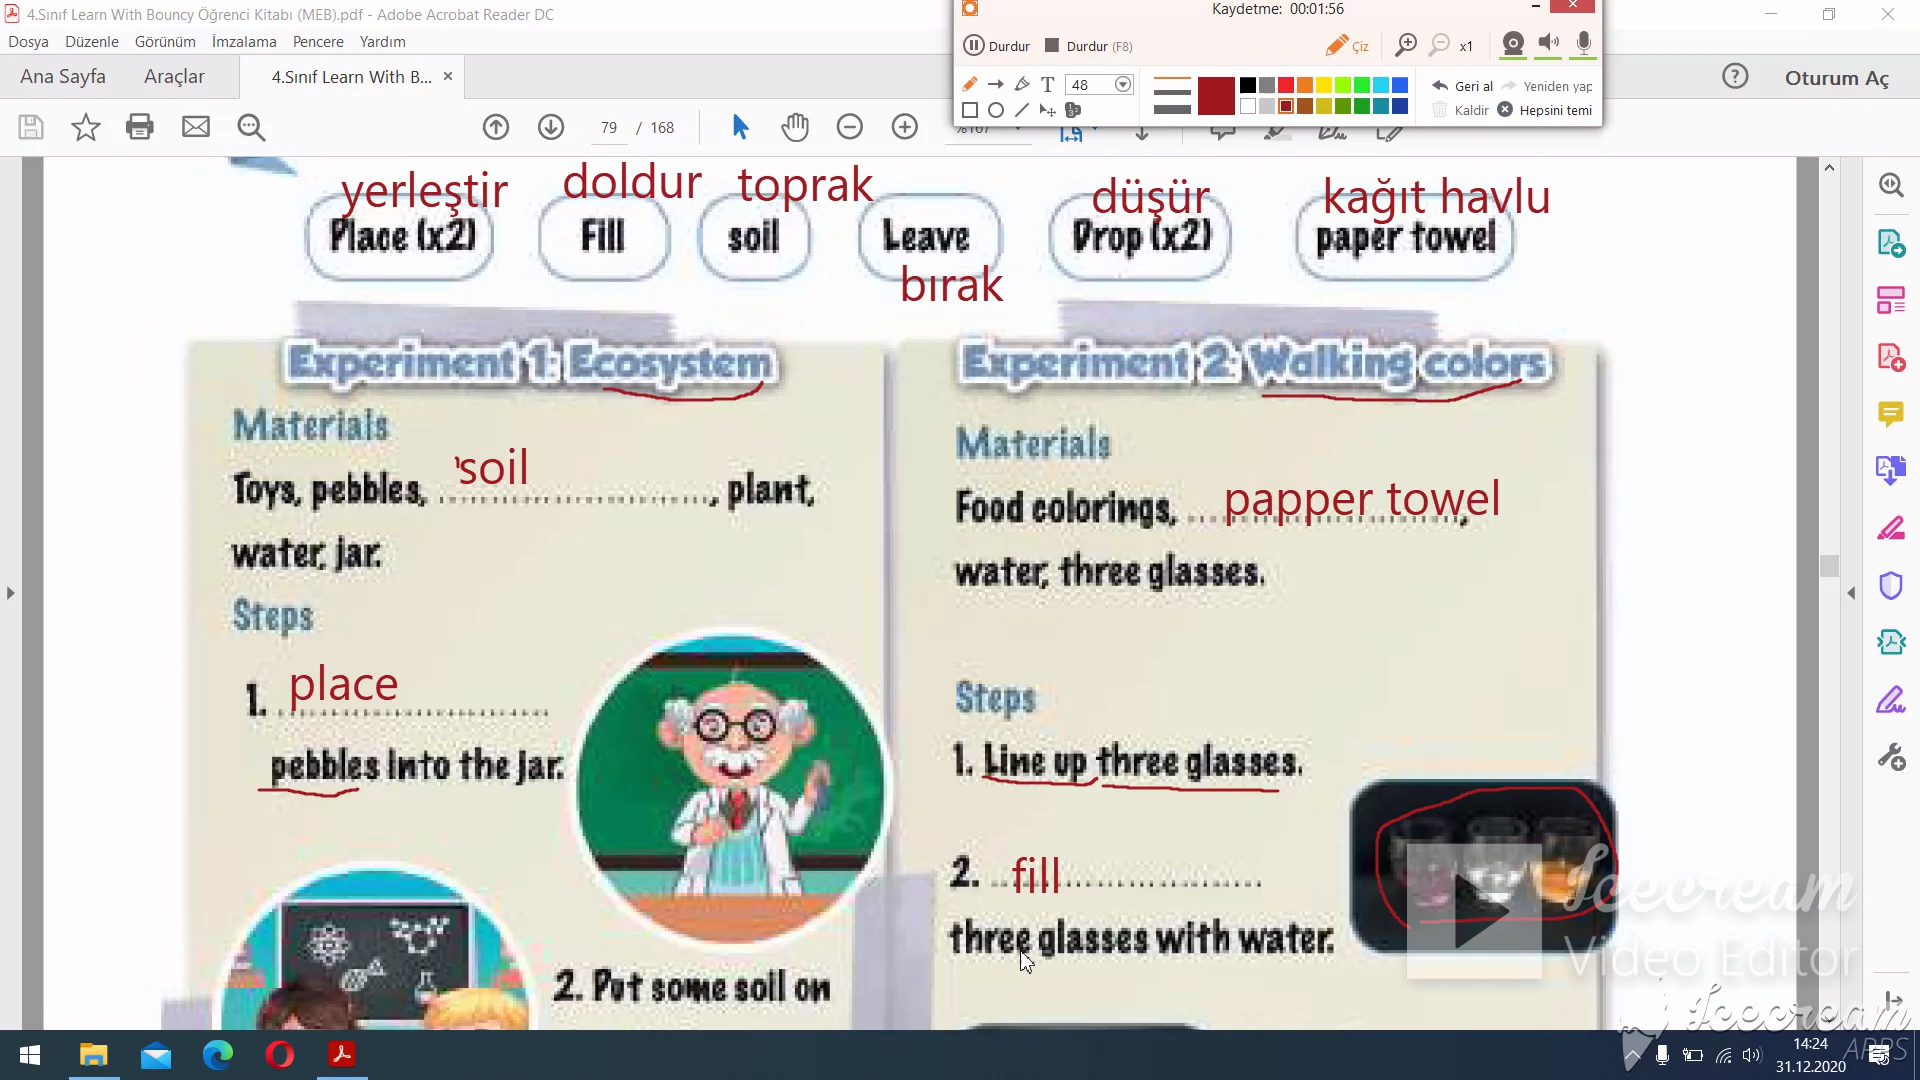 4.Sınıf Learn With Bouncy Öğrenci Kitabı (MEB).pdf - Adobe Acrobat Reader DC
Kaydetme: 00:01:56
Dosya Düzenle Görünüm İmzalama Pencere Yardım
Durdur Durdur (F8) Çiz x1
Ana Sayfa Araçlar 4.Sınıf Learn With B... × Oturum Aç
T 48 Geri al Yeniden yap
Kaldir Hepsini temi
79 / 168 %167
yerleştir doldur toprak düşür kağıt havlu
Place (x2) Fill soil Leave Drop (x2) paper towel
bırak
Experiment 1: Ecosystem
Materials
soil
Toys, pebbles, ............................, plant,
water, jar.
Steps
place
1. ............................
pebbles into the jar.
2. Put some soil on
Experiment 2: Walking colors
Materials
papper towel
Food colorings, ............................,
water, three glasses.
Steps
1. Line up three glasses.
fill
2. ............................
three glasses with water.
Icecream
Video Editor
Icecream
APPS
14:24
31.12.2020